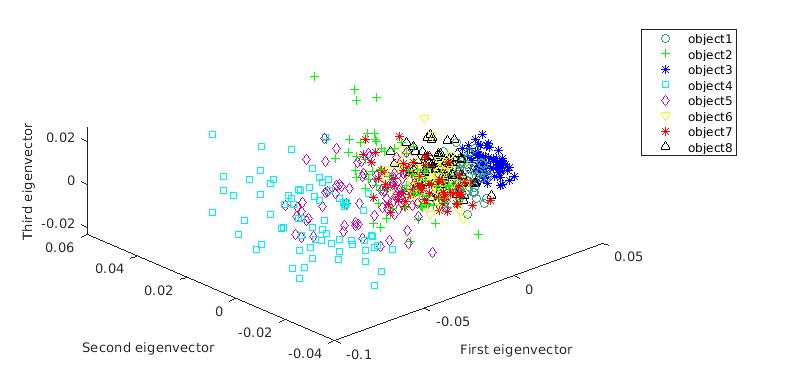 object1
object2
object3
object4
object5
object6
object7
object8
Third eigenvector
0.02
0
-0.02
0.06
0.04
0.02
0
-0.02
-0.04
Second eigenvector
-0.1
-0.05
0
0.05
First eigenvector